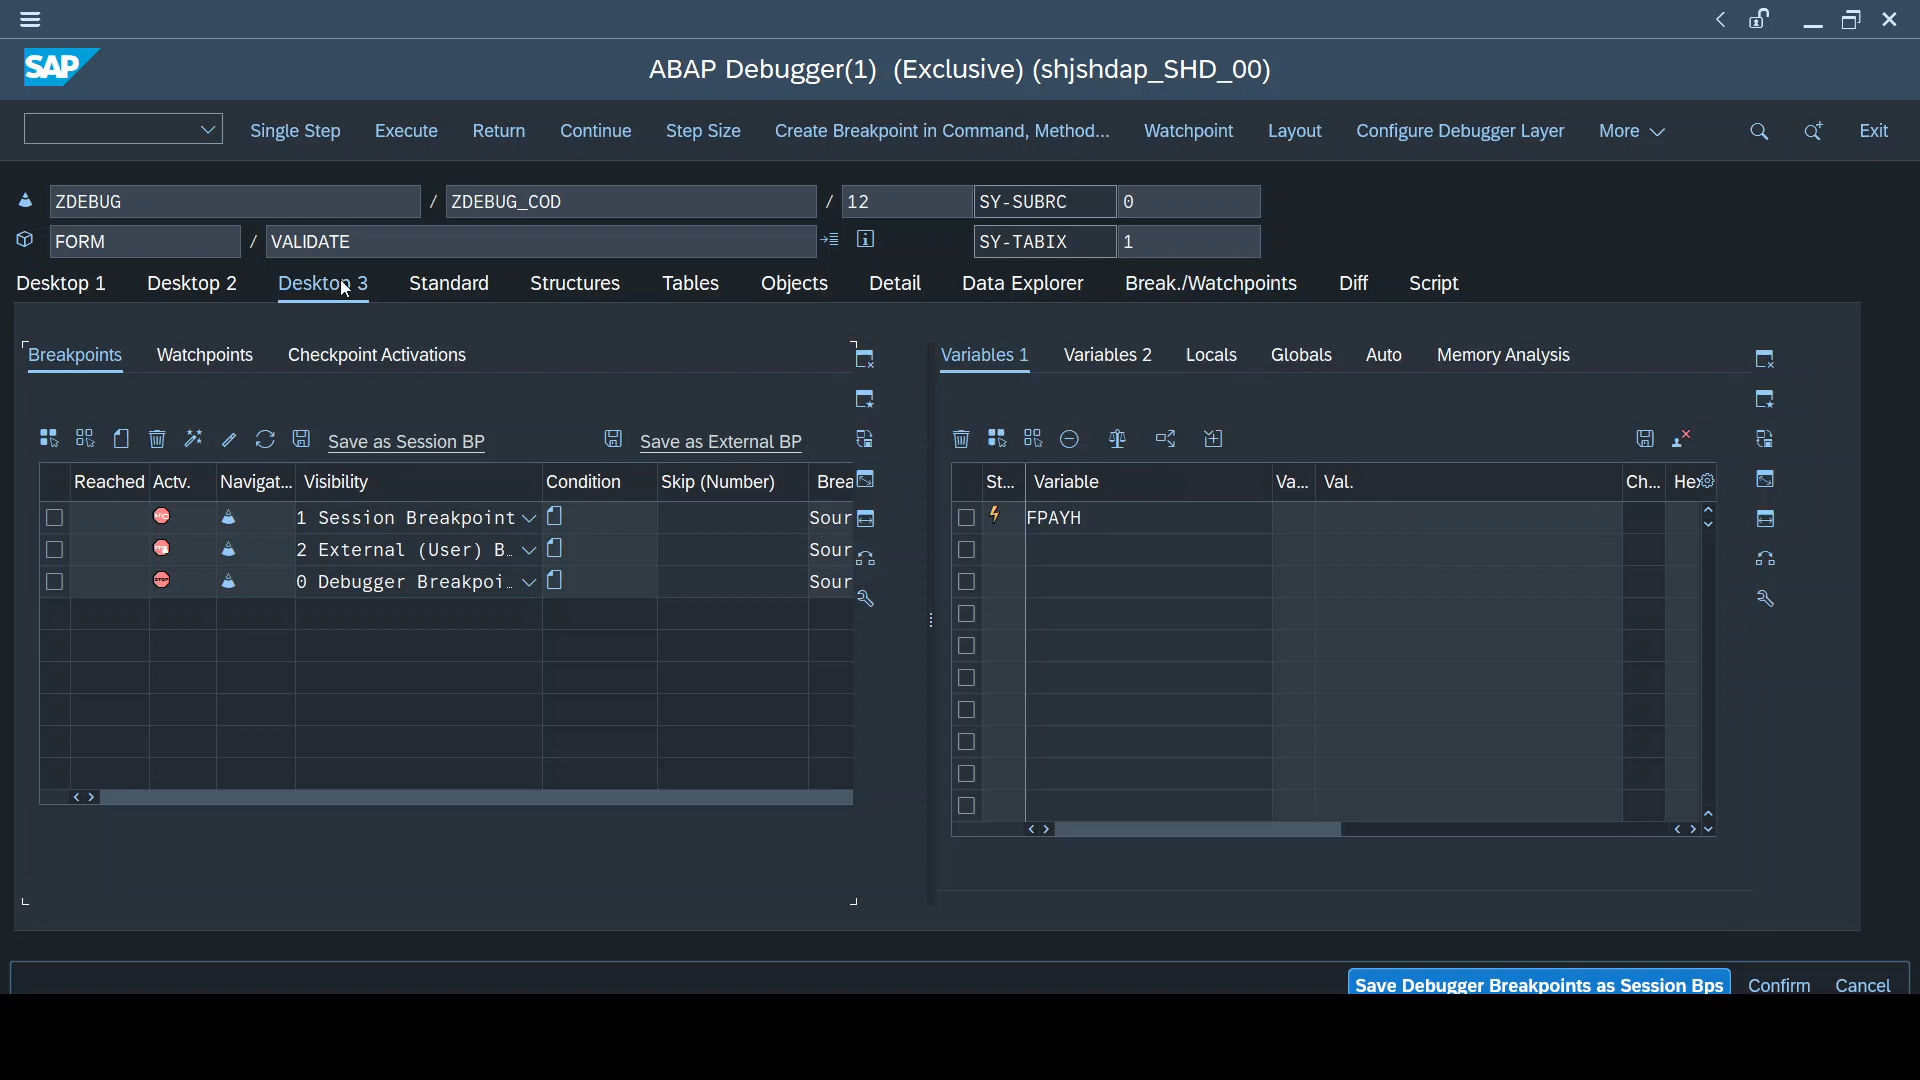 SAP
ABAP Debugger(1) (Exclusive) (shjshdap_SHD_00)
Single Step Execute Return Continue Step Size Create Breakpoint in Command, Method... Watchpoint Layout Configure Debugger Layer More Exit
ZDEBUG / ZDEBUG_COD / 12 SY-SUBRC 0
FORM / VALIDATE SY-TABIX 1
Desktop 1 Desktop 2 Desktop 3 Standard Structures Tables Objects Detail Data Explorer Break./Watchpoints Diff Script
Breakpoints Watchpoints Checkpoint Activations
Save as Session BP Save as External BP
Reached Actv. Navigat... Visibility Condition Skip (Number) Brea
1 Session Breakpoint Sour
2 External (User) B.. Sour
0 Debugger Breakpoi.. Sour
Variables 1 Variables 2 Locals Globals Auto Memory Analysis
St... Variable Va... Val. Ch... Hex
FPAYH
Save Debugger Breakpoints as Session Bps Confirm Cancel